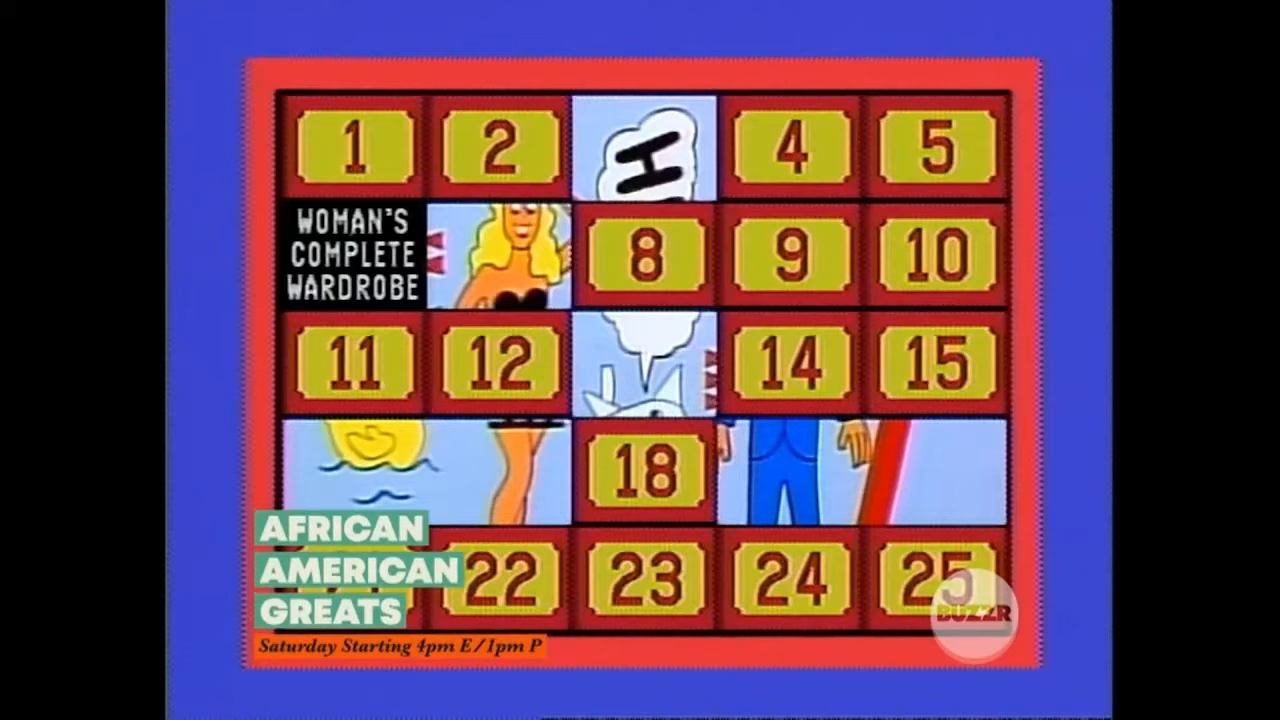 1 2 H 4 5
WOMAN'S
COMPLETE
WARDROBE
8 9 10
11 12 14 15
18
AFRICAN
AMERICAN
GREATS
22 23 24 25
BUZZR
Saturday Starting 4pm E/1pm P